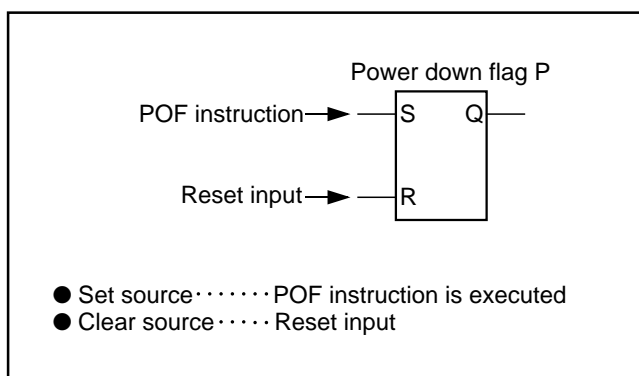 Power down flag P
POF instruction
S
Q
Reset input
R
● Set source ······· POF instruction is executed
● Clear source ····· Reset input